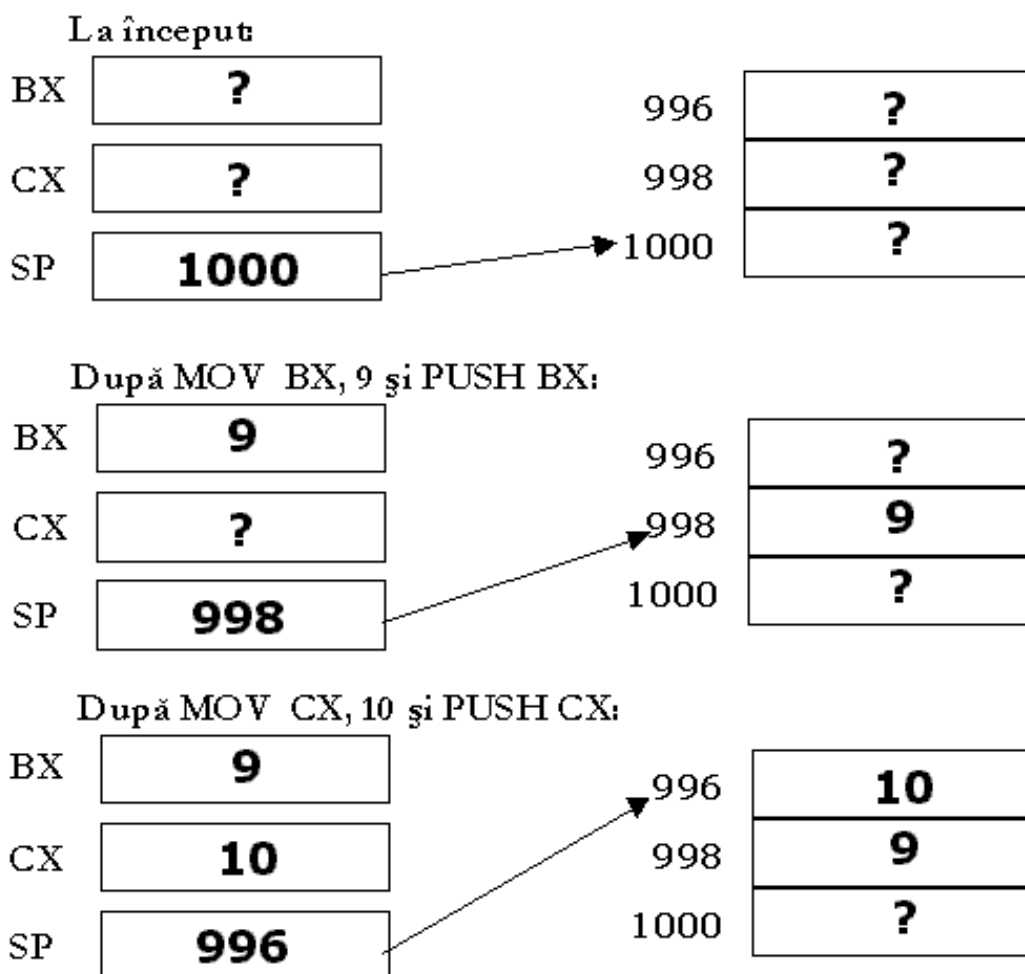 La început:
BX ?
CX ?
SP 1000
996 ?
998 ?
1000 ?
După MOV BX, 9 şi PUSH BX:
BX 9
CX ?
SP 998
996 ?
998 9
1000 ?
După MOV CX, 10 şi PUSH CX:
BX 9
CX 10
SP 996
996 10
998 9
1000 ?